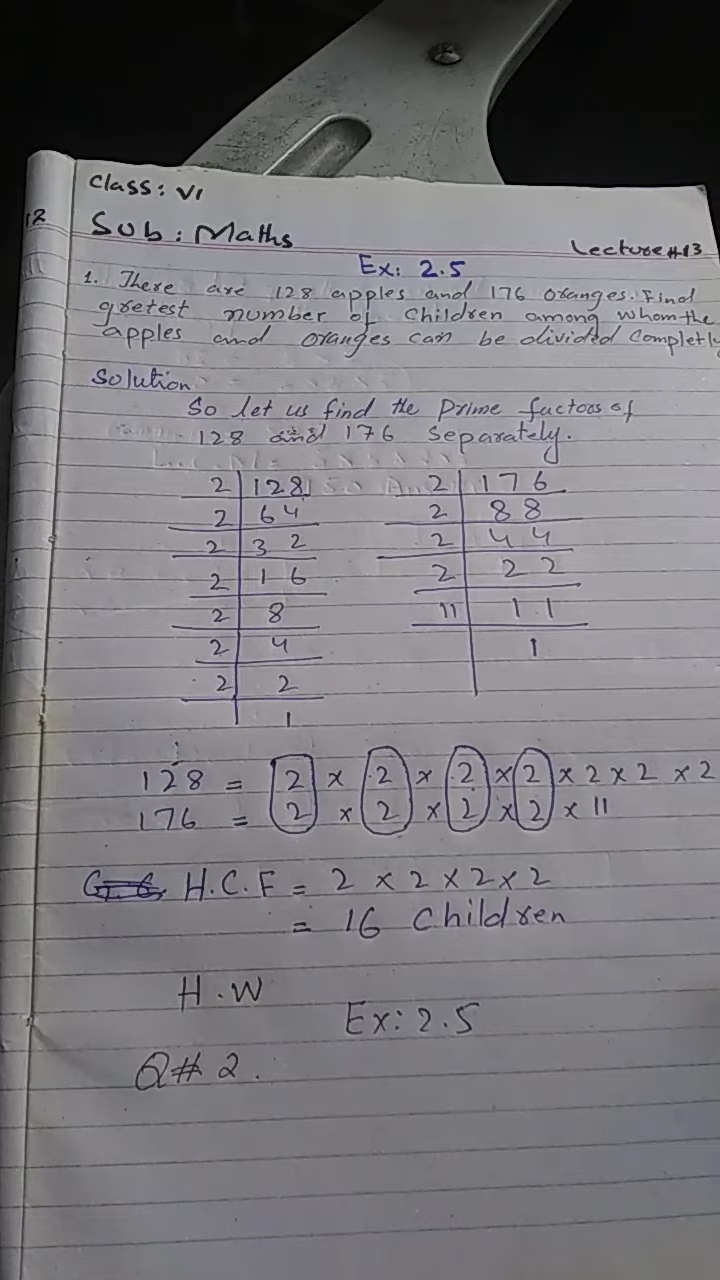 12
Class: VI
Sub: Maths
Lecture #13
Ex: 2.5
1. There are 128 apples and 176 oranges. Find
gretest number of children among whom the
apples and oranges can be divided completly
Solution
So let us find the Prime factors of
128 and 176 separately.
2 | 128 2 | 176
2 | 64 2 | 88
2 | 32 2 | 44
2 | 16 2 | 22
2 | 8 11 | 11
2 | 4 1
2 | 2
1
128 = 2 x 2 x 2 x 2 x 2 x 2 x 2
176 = 2 x 2 x 2 x 2 x 11
H.C.F = 2 x 2 x 2 x 2
= 16 Children
H.W
Ex: 2.5
Q# 2.